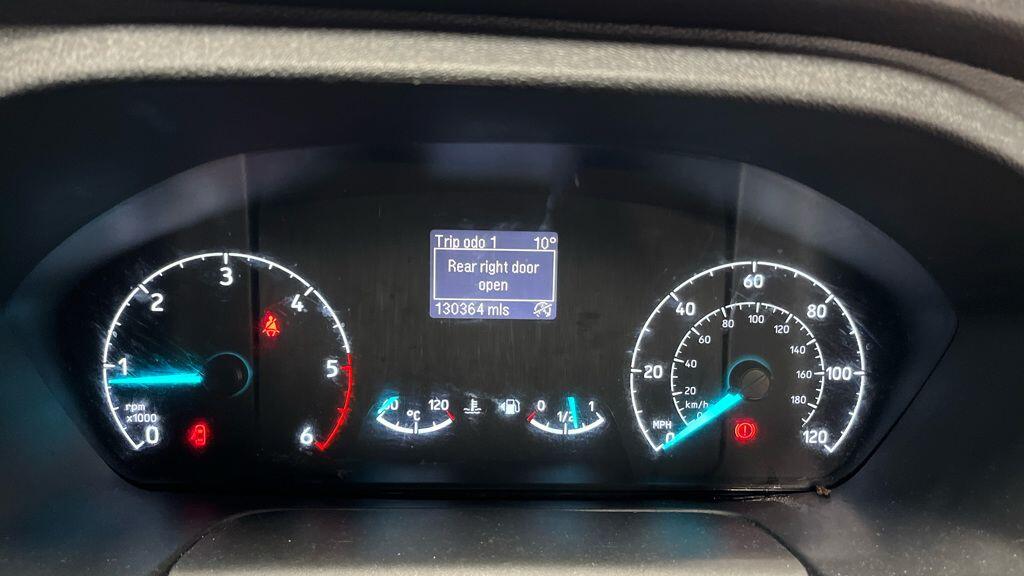 Trip odo 1 10°
Rear right door
open
130364 mls
0 1 2 3 4 5 6
rpm
x1000
120
°C
0 1/2 1
0 20 40 60 80 100 120
MPH
20 60 80 100 120 140 160 180
km/h